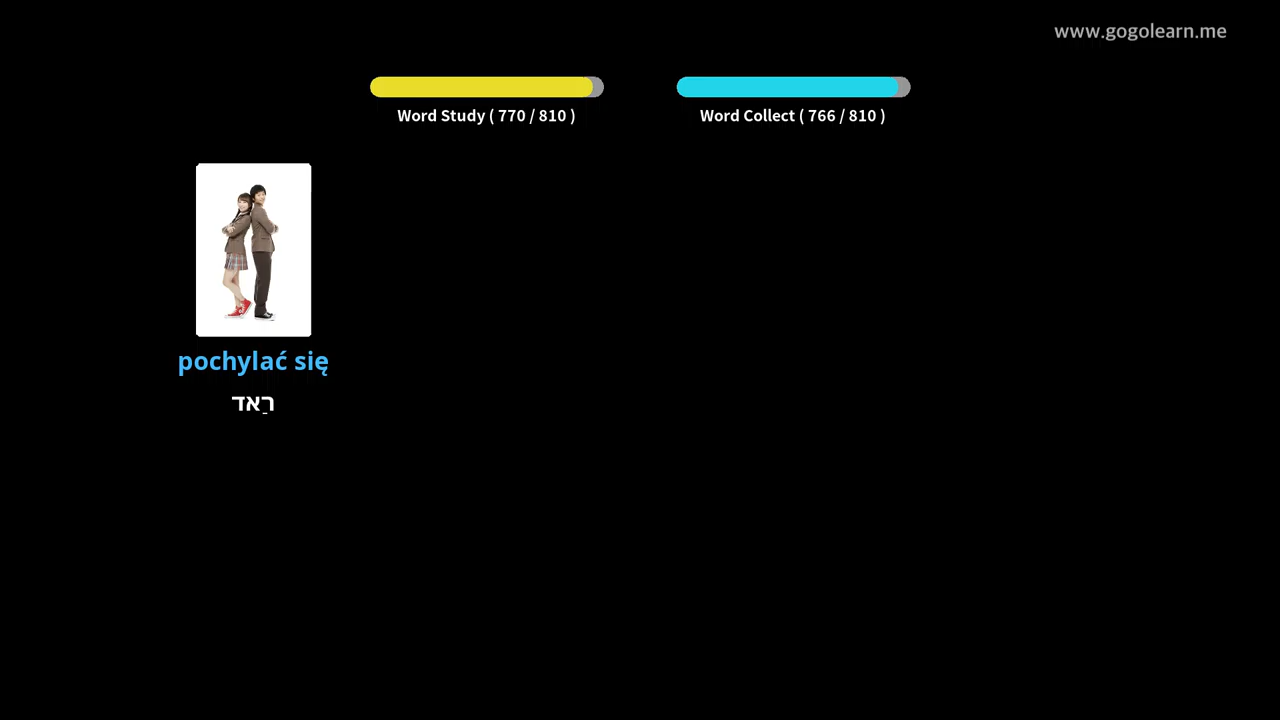 www.gogolearn.me
Word Study ( 770 / 810 )
Word Collect ( 766 / 810 )
pochylać się
רַאד